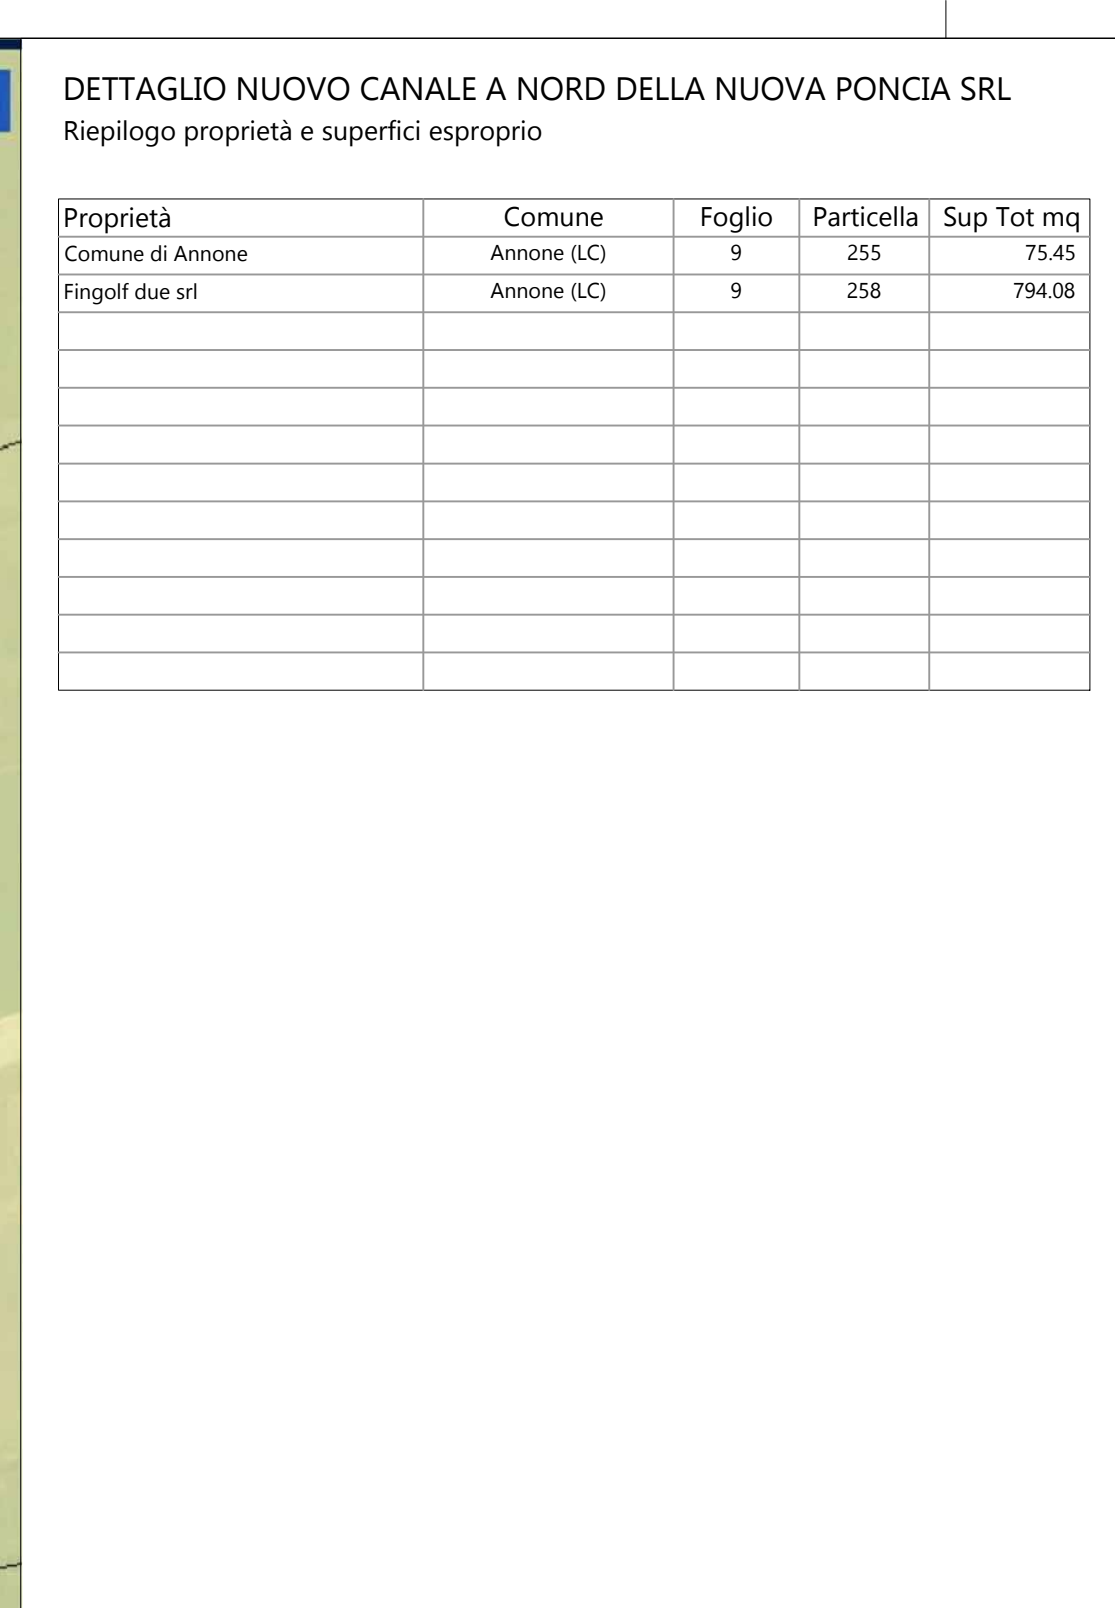 DETTAGLIO NUOVO CANALE A NORD DELLA NUOVA PONCIA SRL
Riepilogo proprietà e superfici esproprio
Proprietà Comune Foglio Particella Sup Tot mq
Comune di Annone Annone (LC) 9 255 75.45
Fingolf due srl Annone (LC) 9 258 794.08